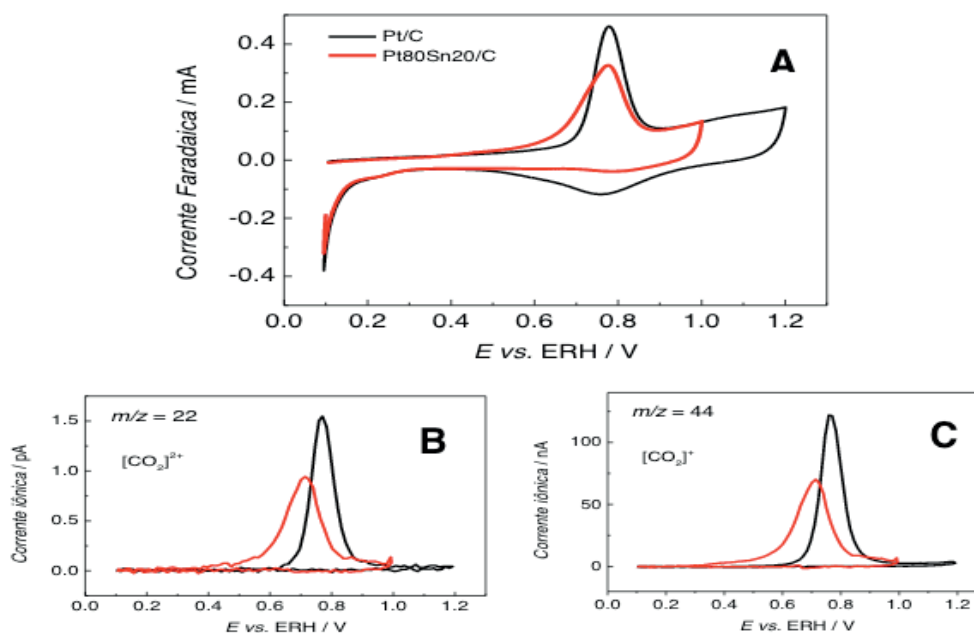 Pt/C
Pt80Sn20/C
A
Corrente Faradaica / mA
0.4
0.2
0.0
-0.2
-0.4
0.0 0.2 0.4 0.6 0.8 1.0 1.2
E vs. ERH / V
m/z = 22
B
[CO₂]²⁺
Corrente iônica / pA
1.5
1.0
0.5
0.0
0.0 0.2 0.4 0.6 0.8 1.0 1.2
E vs. ERH / V
m/z = 44
C
[CO₂]⁺
Corrente iônica / nA
100
50
0
0.0 0.2 0.4 0.6 0.8 1.0 1.2
E vs. ERH / V